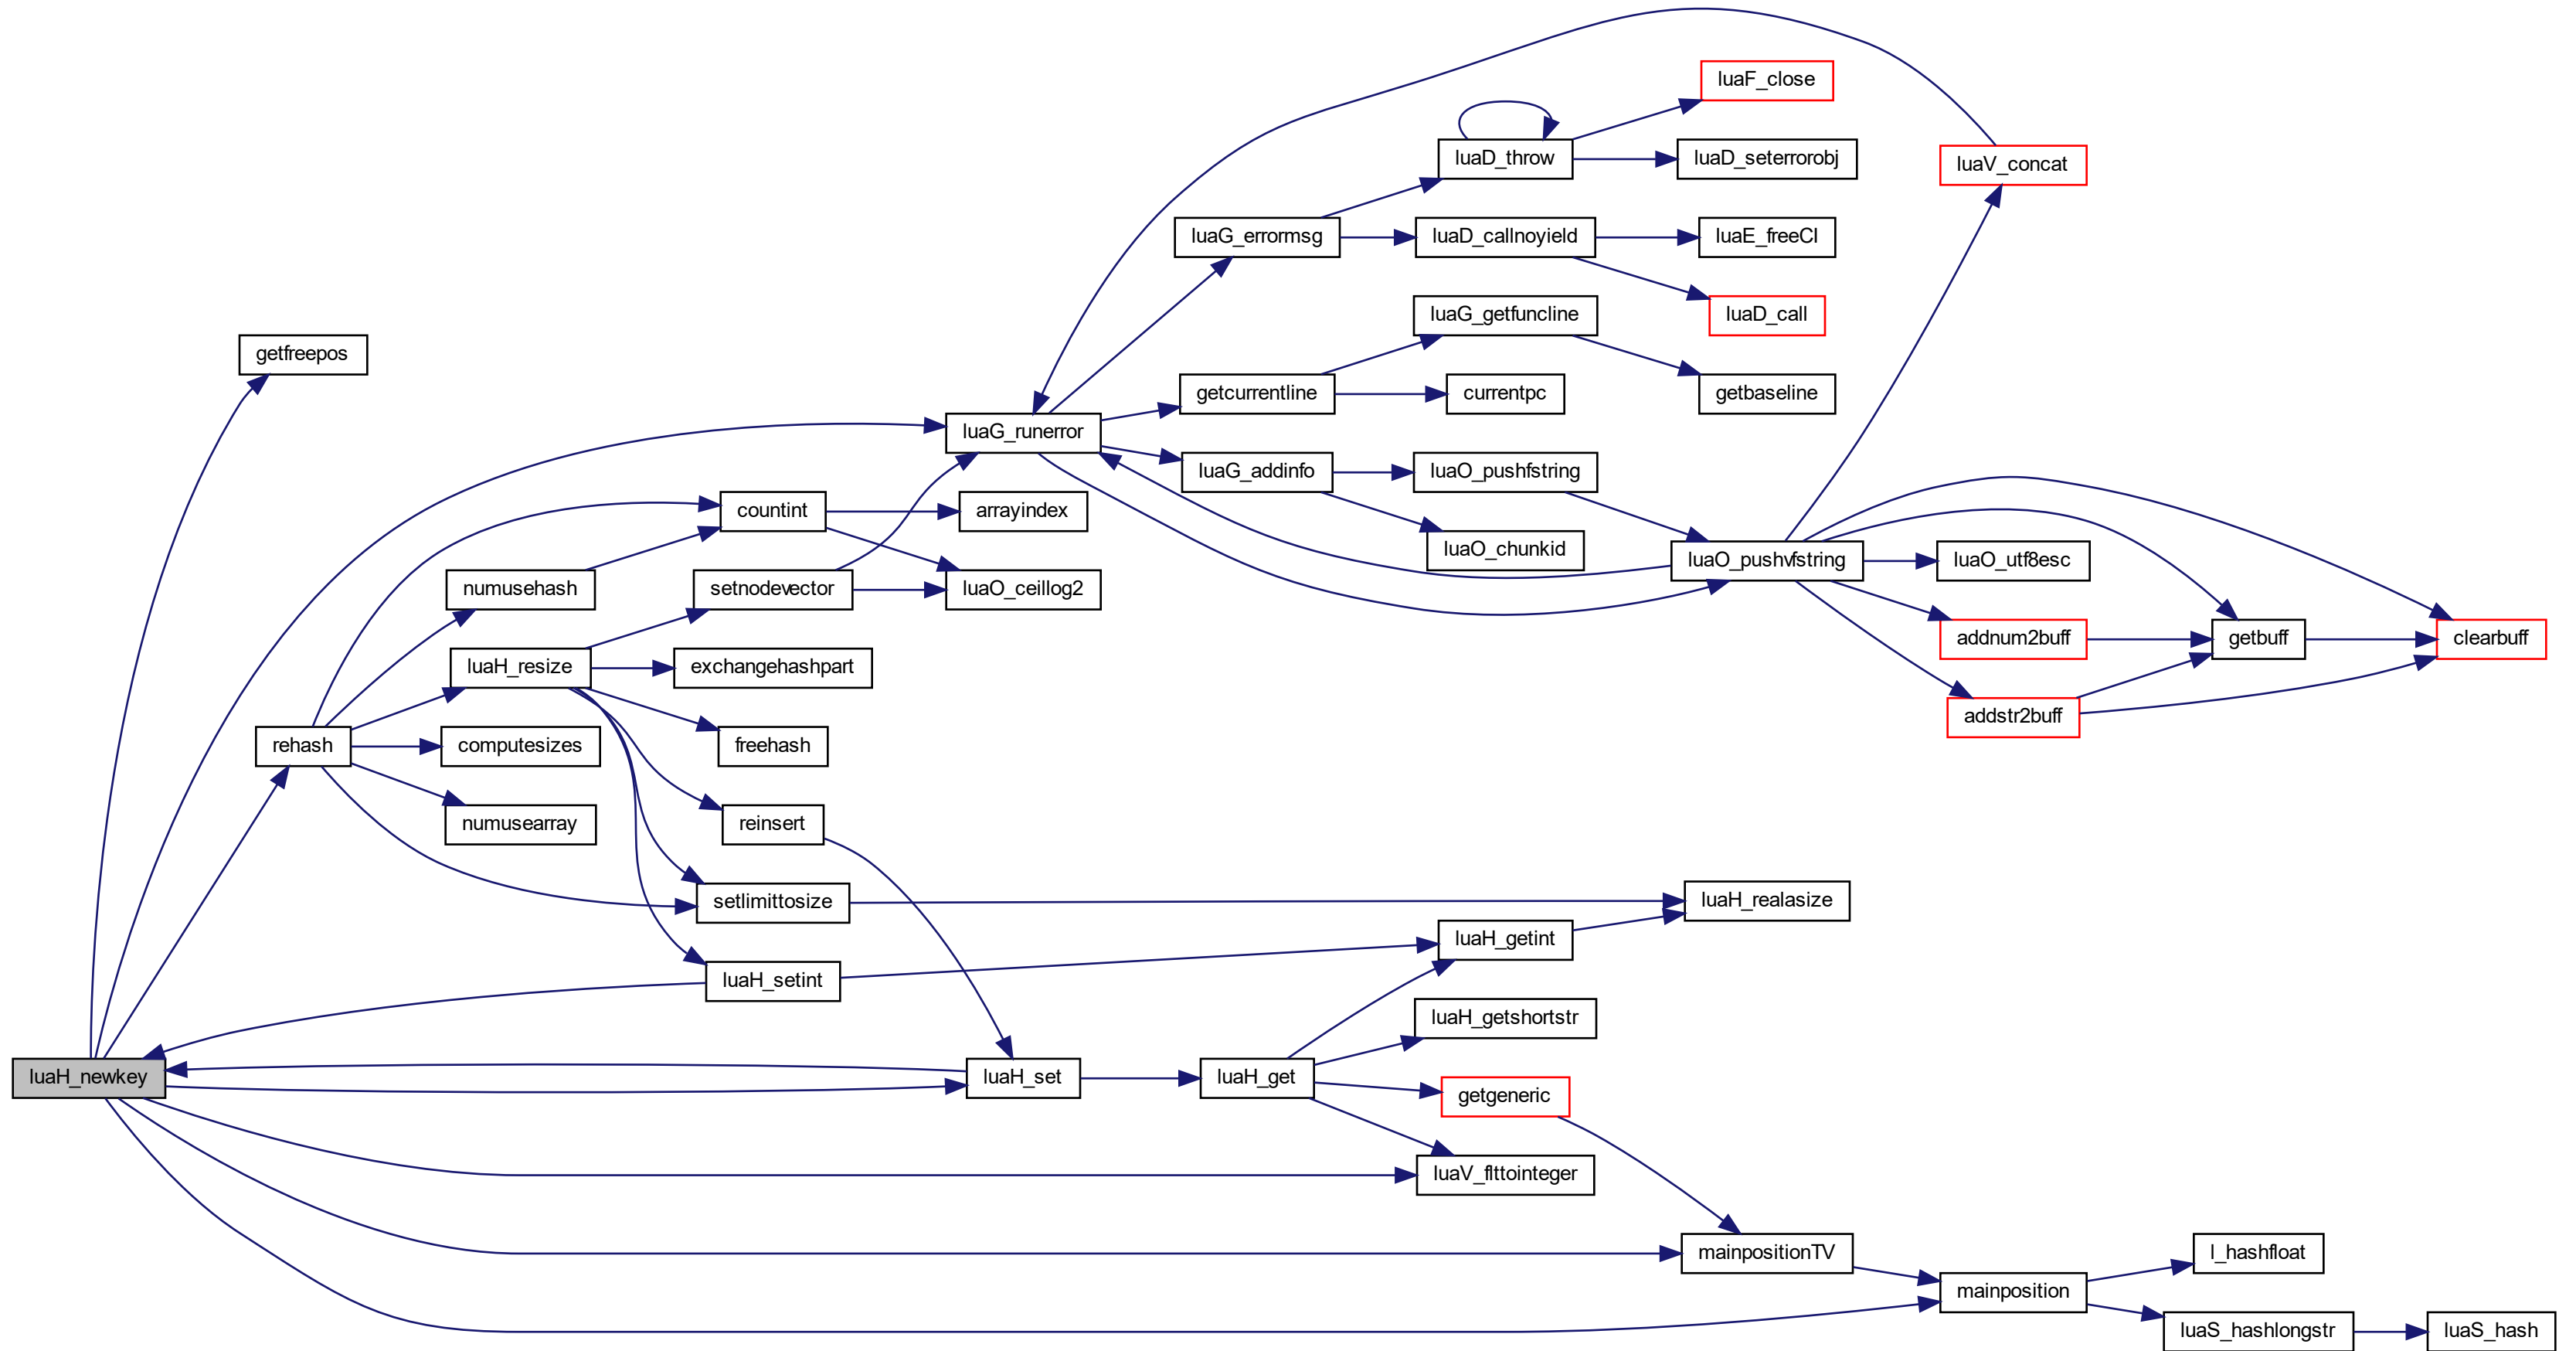 luaF_close
luaD_throw
luaD_seterrorobj
luaV_concat
luaG_errormsg
luaD_callnoyield
luaE_freeCI
luaG_getfuncline
luaD_call
getfreepos
getcurrentline
currentpc
getbaseline
luaG_runerror
luaG_addinfo
luaO_pushfstring
countint
arrayindex
luaO_chunkid
luaO_pushvfstring
luaO_utf8esc
numusehash
setnodevector
luaO_ceillog2
addnum2buff
getbuff
clearbuff
luaH_resize
exchangehashpart
addstr2buff
rehash
computesizes
freehash
numusearray
reinsert
setlimittosize
luaH_realasize
luaH_getint
luaH_setint
luaH_getshortstr
luaH_newkey
luaH_set
luaH_get
getgeneric
luaV_flttointeger
mainpositionTV
l_hashfloat
mainposition
luaS_hashlongstr
luaS_hash